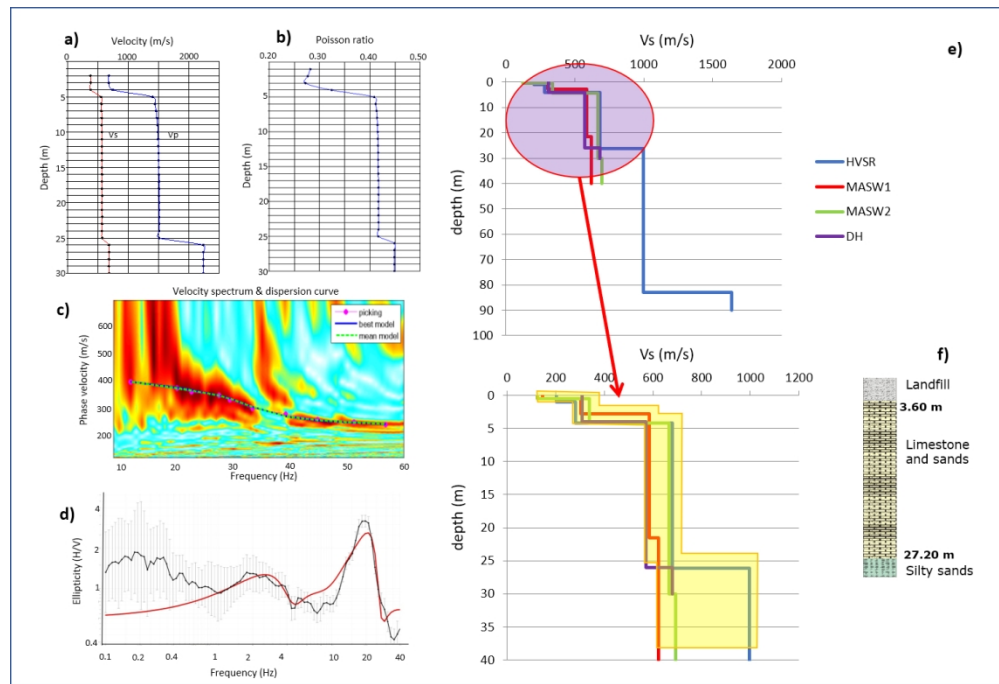 a)
Velocity (m/s)
0 1000 2000
Depth (m)
0
5
10
15
20
25
30
Vs
Vp
b)
Poisson ratio
0.20 0.30 0.40 0.50
Depth (m)
0
5
10
15
20
25
30
c)
Velocity spectrum & dispersion curve
picking
best model
mean model
Phase velocity (m/s)
600
500
400
300
200
10 20 30 40 50 60
Frequency (Hz)
d)
Ellipticity (H/V)
4
2
1
0.4
0.1 0.2 0.4 1 2 4 10 20 40
Frequency (Hz)
e)
Vs (m/s)
0 500 1000 1500 2000
depth (m)
0
10
20
30
40
50
60
70
80
90
100
HVSR
MASW1
MASW2
DH
Vs (m/s)
0 200 400 600 800 1000 1200
depth (m)
0
5
10
15
20
25
30
35
40
f)
Landfill
3.60 m
Limestone
and sands
27.20 m
Silty sands